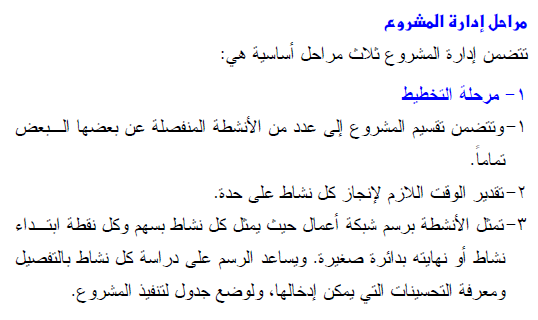 مراحل إدارة المشروع
تتضمن إدارة المشروع ثلاث مراحل أساسية هي:
١- مرحلة التخطيط
١-وتتضمن تقسيم المشروع إلى عدد من الأنشطة المنفصلة عن بعضها الـبعض
تماماً.
٢-تقدير الوقت اللازم لإنجاز كل نشاط على حدة.
٣-تمثل الأنشطة برسم شبكة أعمال حيث يمثل كل نشاط بسهم وكل نقطة ابتـداء
نشاط أو نهايته بدائرة صغيرة. ويساعد الرسم على دراسة كل نشاط بالتفصيل
ومعرفة التحسينات التي يمكن إدخالها، ولوضع جدول لتنفيذ المشروع.